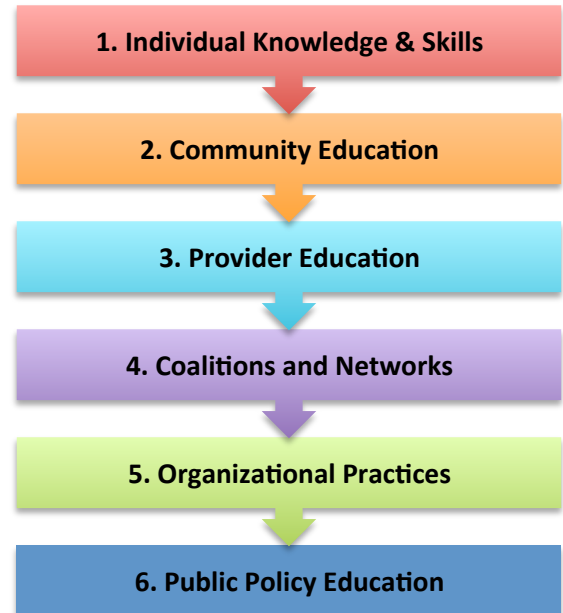 1. Individual Knowledge & Skills
2. Community Education
3. Provider Education
4. Coalitions and Networks
5. Organizational Practices
6. Public Policy Education